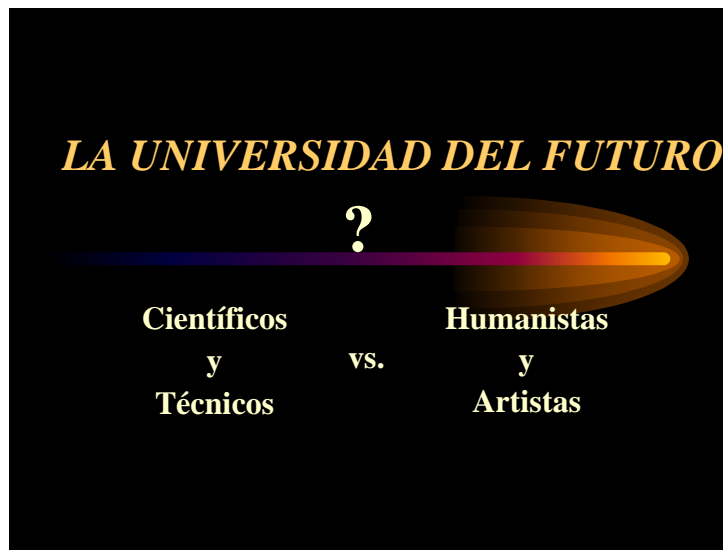 LA UNIVERSIDAD DEL FUTURO
?
Científicos
y
Técnicos
vs.
Humanistas
y
Artistas